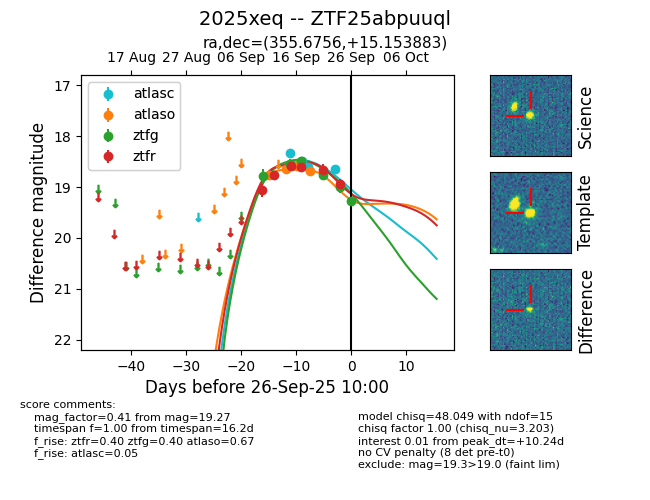 2025xeq -- ZTF25abpuuql
ra,dec=(355.6756,+15.153883)
17 Aug 27 Aug 06 Sep 16 Sep 26 Sep 06 Oct
atlasc
atlaso
ztfg
ztfr
Difference magnitude
17
18
19
20
21
22
−40 −30 −20 −10 0 10
Days before 26-Sep-25 10:00
Science
Template
Difference
score comments:
mag_factor=0.41 from mag=19.27
timespan f=1.00 from timespan=16.2d
f_rise: ztfr=0.40 ztfg=0.40 atlaso=0.67
f_rise: atlasc=0.05
model chisq=48.049 with ndof=15
chisq factor 1.00 (chisq_nu=3.203)
interest 0.01 from peak_dt=+10.24d
no CV penalty (8 det pre-t0)
exclude: mag=19.3>19.0 (faint lim)